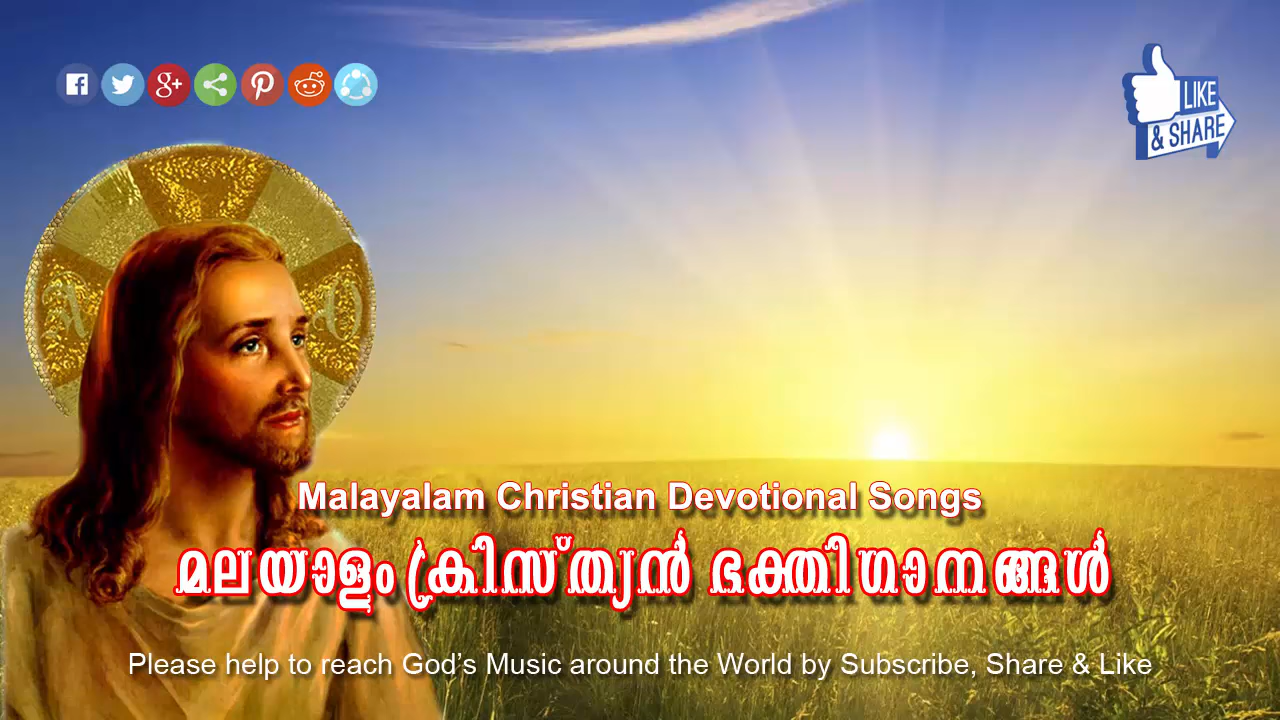 LIKE
& SHARE
A Ω
Malayalam Christian Devotional Songs
മലയാളം ക്രിസ്ത്യൻ ഭക്തിഗാനങ്ങൾ
Please help to reach God’s Music around the World by Subscribe, Share & Like